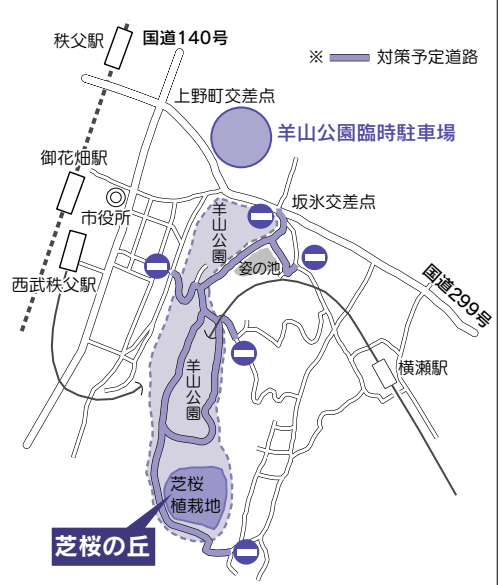 秩父駅
国道140号
※
対策予定道路
上野町交差点
羊山公園臨時駐車場
御花畑駅
市役所
羊山公園
坂氷交差点
西武秩父駅
姿の池
国道299号
羊山公園
横瀬駅
芝桜
植栽地
芝桜の丘